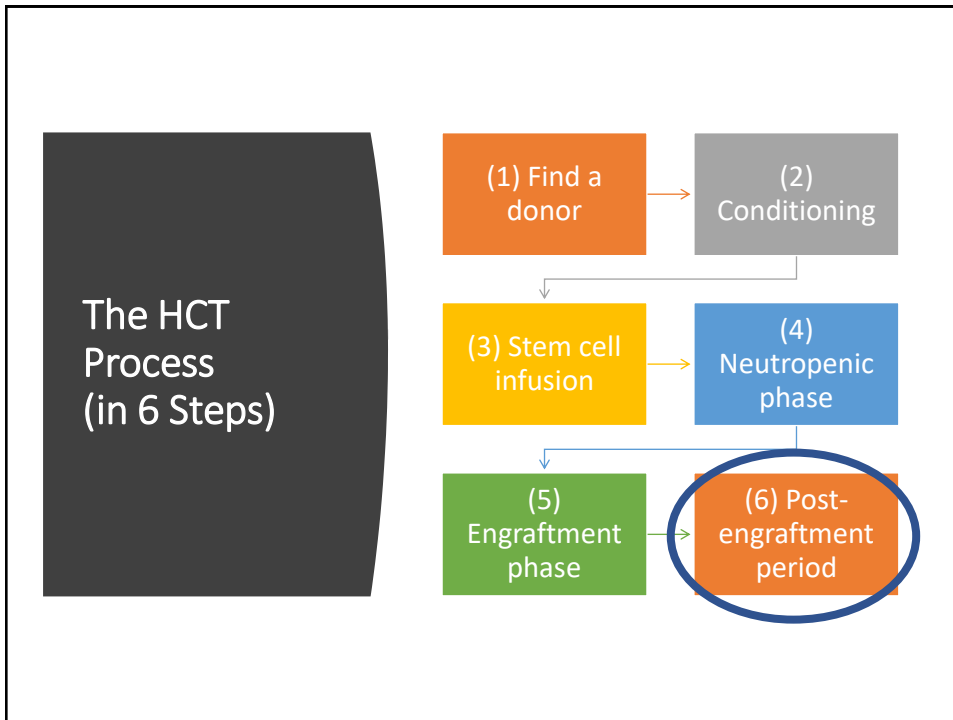 The HCT
Process
(in 6 Steps)
(1) Find a
donor
(2)
Conditioning
(3) Stem cell
infusion
(4)
Neutropenic
phase
(5)
Engraftment
phase
(6) Post-
engraftment
period